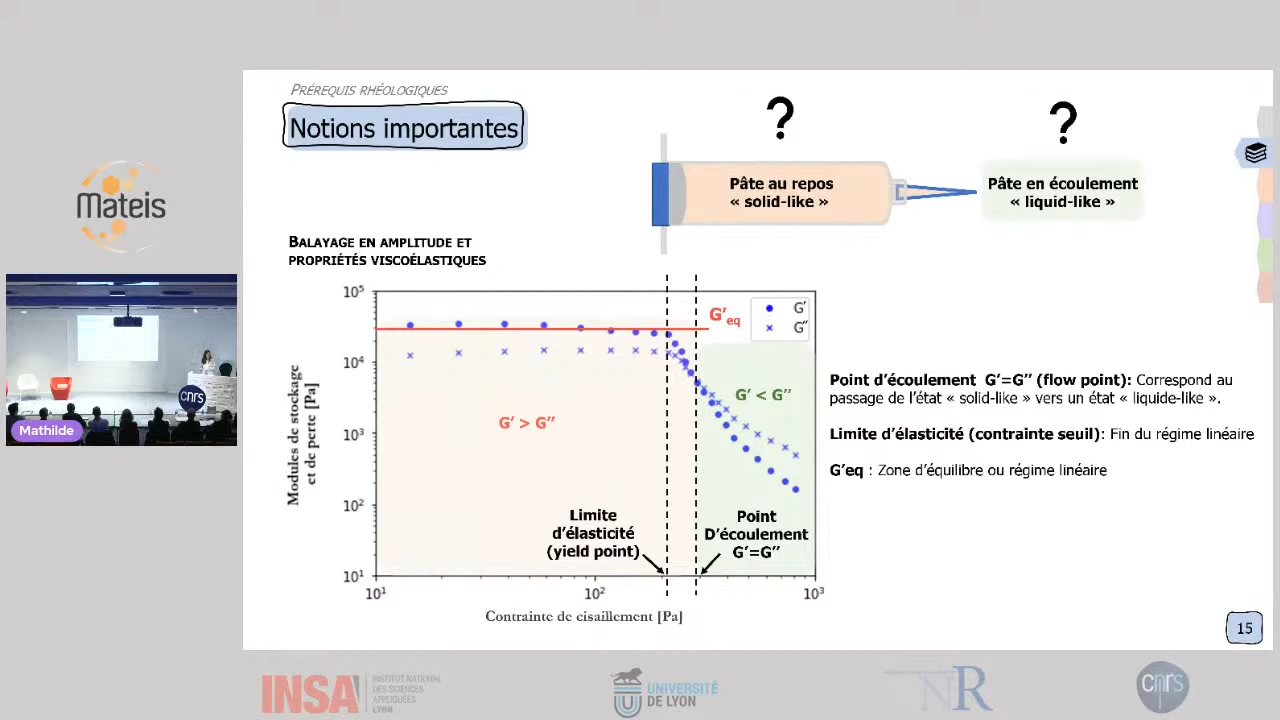 PRÉREQUIS RHÉOLOGIQUES
Notions importantes
?
?
Pâte au repos
« solid-like »
Pâte en écoulement
« liquid-like »
Mateis
BALAYAGE EN AMPLITUDE ET
PROPRIÉTÉS VISCOÉLASTIQUES
Modules de stockage
et de perte [Pa]
10⁵
10⁴
10³
10²
10¹
G'eq
G'
G"
G' > G"
G' < G"
Limite
d'élasticité
(yield point)
Point
D'écoulement
G'=G"
10¹
10²
10³
Contrainte de cisaillement [Pa]
Point d'écoulement G'=G" (flow point): Correspond au
passage de l'état « solid-like » vers un état « liquide-like ».
Limite d'élasticité (contrainte seuil): Fin du régime linéaire
G'eq : Zone d'équilibre ou régime linéaire
cnrs
Mathilde
15
INSA
INSTITUT NATIONAL
DES SCIENCES
APPLIQUÉES
LYON
UNIVERSITÉ
DE LYON
NR
cnrs